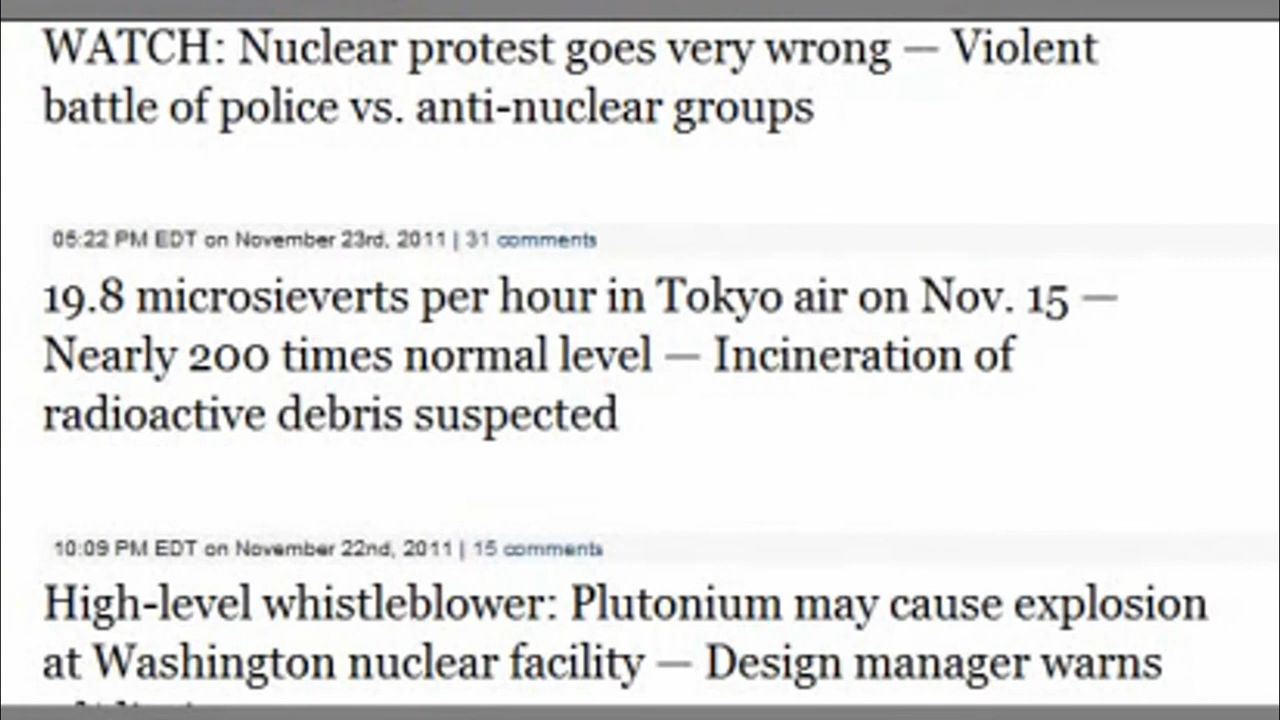 WATCH: Nuclear protest goes very wrong — Violent
battle of police vs. anti-nuclear groups
05:22 PM EDT on November 23rd, 2011 | 31 comments
19.8 microsieverts per hour in Tokyo air on Nov. 15 —
Nearly 200 times normal level — Incineration of
radioactive debris suspected
10:09 PM EDT on November 22nd, 2011 | 15 comments
High-level whistleblower: Plutonium may cause explosion
at Washington nuclear facility — Design manager warns